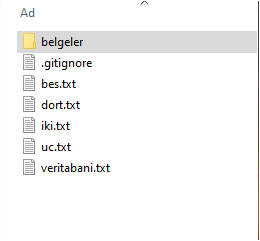 Ad
belgeler
.gitignore
bes.txt
dort.txt
iki.txt
uc.txt
veritabani.txt